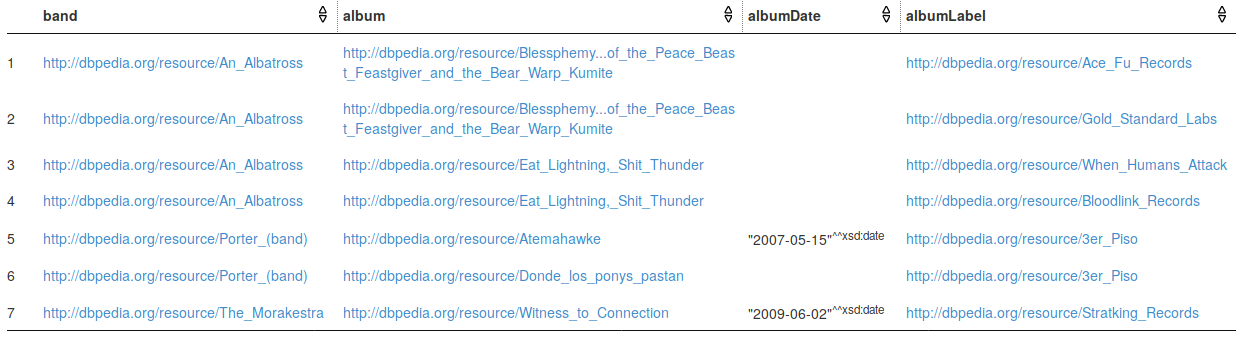 band album albumDate albumLabel
1 http://dbpedia.org/resource/An_Albatross http://dbpedia.org/resource/Blessphemy...of_the_Peace_Beas http://dbpedia.org/resource/Ace_Fu_Records
t_Feastgiver_and_the_Bear_Warp_Kumite
2 http://dbpedia.org/resource/An_Albatross http://dbpedia.org/resource/Blessphemy...of_the_Peace_Beas http://dbpedia.org/resource/Gold_Standard_Labs
t_Feastgiver_and_the_Bear_Warp_Kumite
3 http://dbpedia.org/resource/An_Albatross http://dbpedia.org/resource/Eat_Lightning,_Shit_Thunder http://dbpedia.org/resource/When_Humans_Attack
4 http://dbpedia.org/resource/An_Albatross http://dbpedia.org/resource/Eat_Lightning,_Shit_Thunder http://dbpedia.org/resource/Bloodlink_Records
5 http://dbpedia.org/resource/Porter_(band) http://dbpedia.org/resource/Atemahawke "2007-05-15"^^xsd:date http://dbpedia.org/resource/3er_Piso
6 http://dbpedia.org/resource/Porter_(band) http://dbpedia.org/resource/Donde_los_ponys_pastan http://dbpedia.org/resource/3er_Piso
7 http://dbpedia.org/resource/The_Morakestra http://dbpedia.org/resource/Witness_to_Connection "2009-06-02"^^xsd:date http://dbpedia.org/resource/Stratking_Records